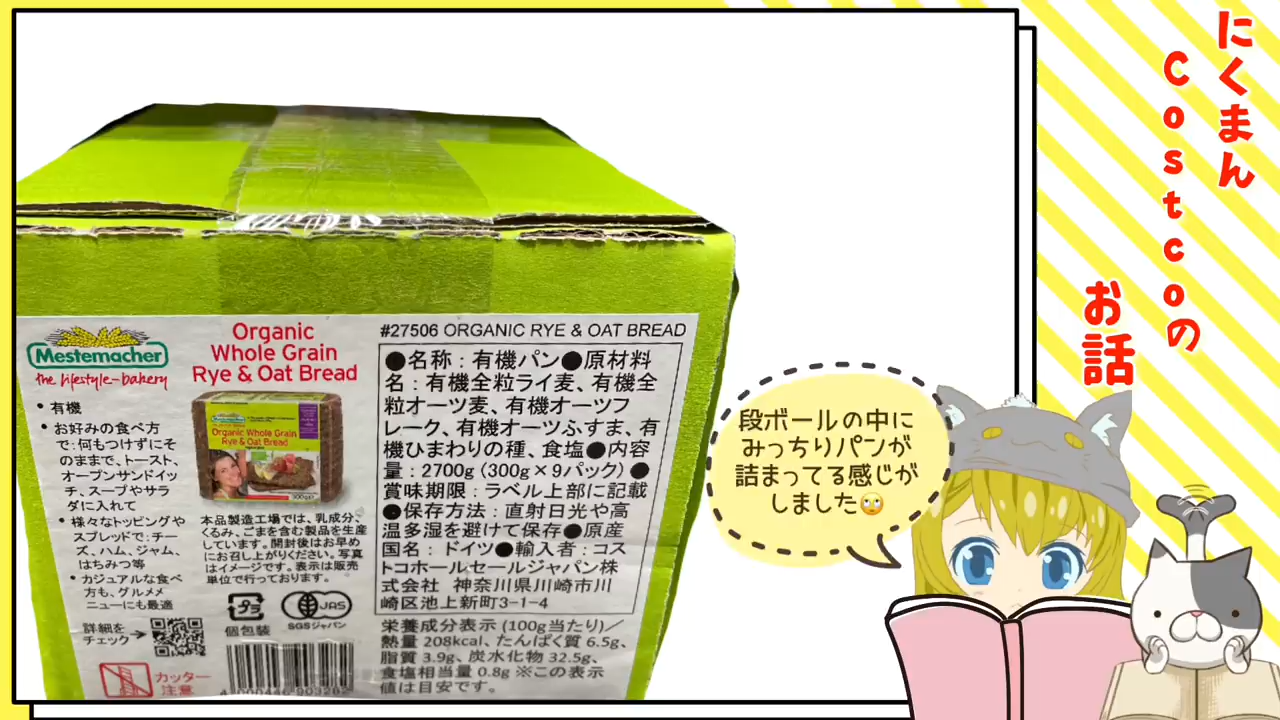 にくまん
Costcoの
お話
Mestemacher
the lifestyle-bakery
Organic
Whole Grain
Rye & Oat Bread
#27506 ORGANIC RYE & OAT BREAD
• 有機
• お好みの食べ方
で:何もつけずにそ
のままで、トースト、
オープンサンドイッ
チ、スープやサラ
ダに入れて
• 様々なトッピングや
スプレッドで:チー
ズ、ハム、ジャム、
はちみつ等
• カジュアルな食べ
方も、グルメメ
ニューにも最適
詳細を
チェック
Organic Whole Grain
Rye & Oat Bread
300g
本品製造工場では、乳成分、
くるみ、ごまを含む製品を生産
しています。開封後はお早め
にお召し上がりください。写真
はイメージです。表示は販売
単位で行っております。
プラ
個包装
JAS
SGSジャパン
カッター
注意
●名称:有機パン●原材料
名:有機全粒ライ麦、有機全
粒オーツ麦、有機オーツフ
レーク、有機オーツふすま、有
機ひまわりの種、食塩●内容
量:2700g(300g×9パック)●
賞味期限:ラベル上部に記載
●保存方法:直射日光や高
温多湿を避けて保存●原産
国名:ドイツ●輸入者:コス
トコホールセールジャパン株
式会社 神奈川県川崎市川
崎区池上新町3-1-4
栄養成分表示(100g当たり)/
熱量 208kcal、たんぱく質 6.5g、
脂質 3.9g、炭水化物 32.5g、
食塩相当量 0.8g ※この表示
値は目安です。
段ボールの中に
みっちりパンが
詰まってる感じが
しました🙄